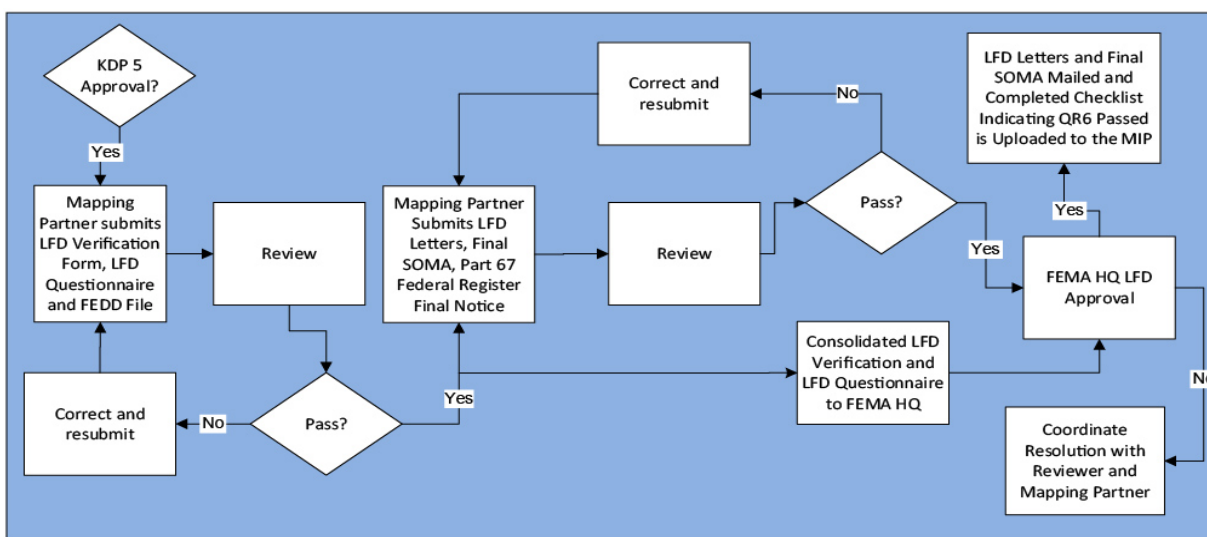 KDP 5
Approval?
Yes
Mapping
Partner submits
LFD Verification
Form, LFD
Questionnaire
and FEDD File
Review
Pass?
No
Correct and
resubmit
Yes
Mapping Partner
Submits LFD
Letters, Final
SOMA, Part 67
Federal Register
Final Notice
Review
Pass?
No
Correct and
resubmit
Yes
Consolidated LFD
Verification and
LFD Questionnaire
to FEMA HQ
FEMA HQ LFD
Approval
Yes
LFD Letters and Final
SOMA Mailed and
Completed Checklist
Indicating QR6 Passed
is Uploaded to the MIP
No
Coordinate
Resolution with
Reviewer and
Mapping Partner